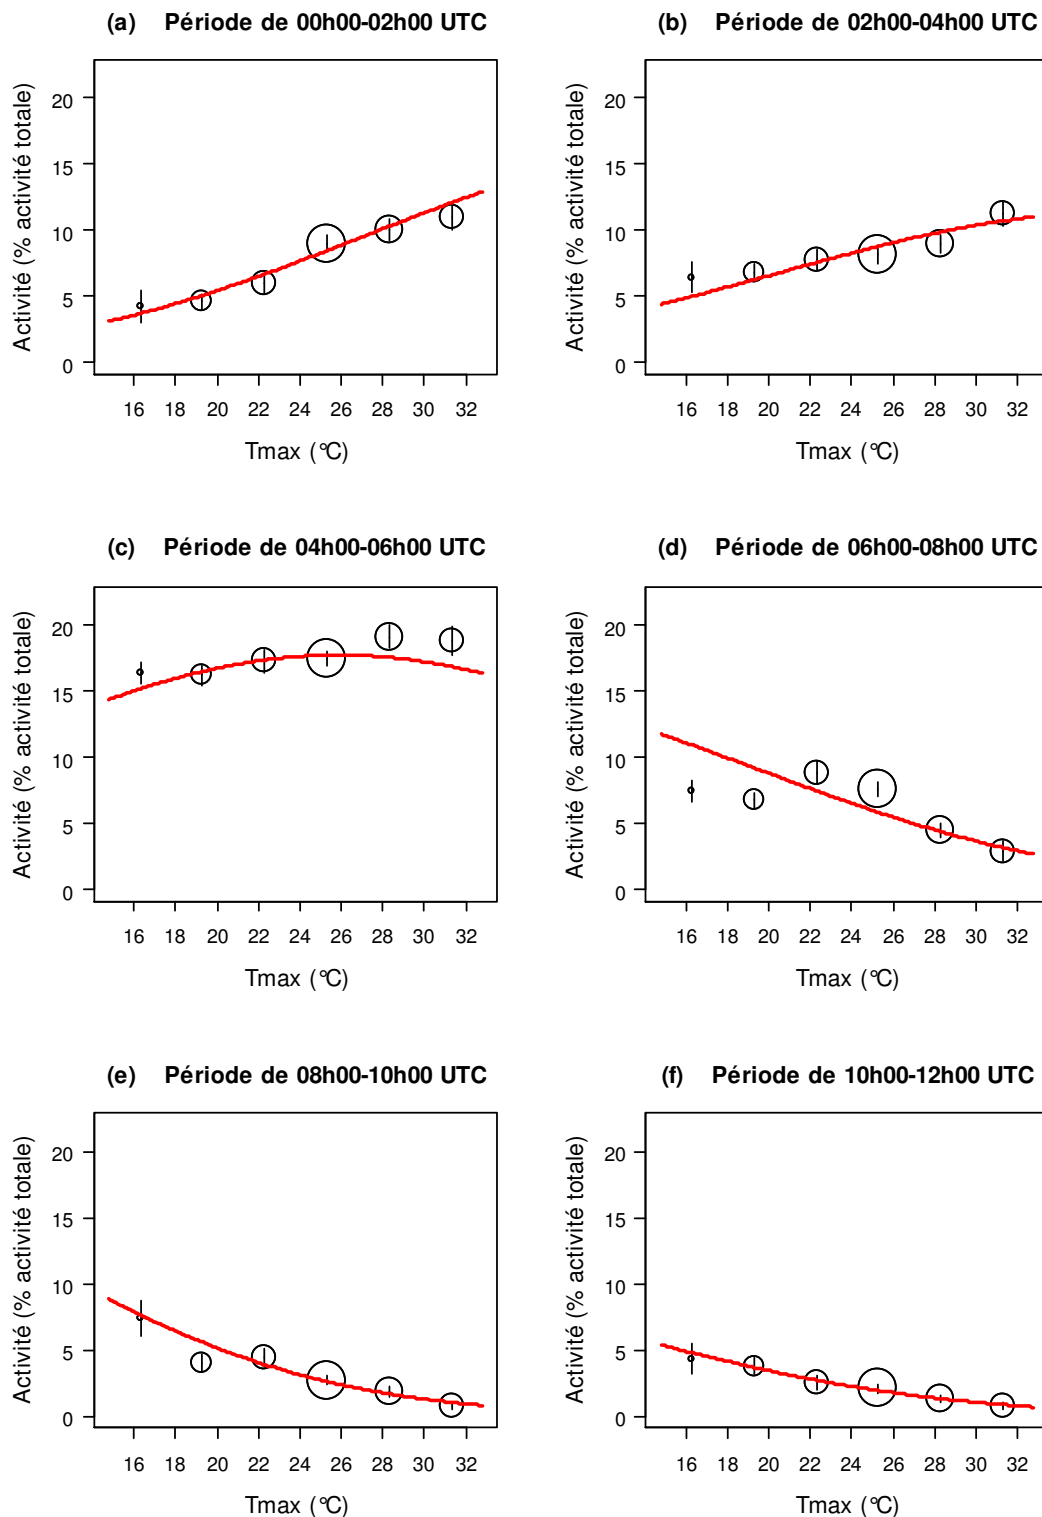 (a) Période de 00h00-02h00 UTC
Activité (% activité totale)
20
15
10
5
0
16 18 20 22 24 26 28 30 32
Tmax (°C)
(b) Période de 02h00-04h00 UTC
Activité (% activité totale)
20
15
10
5
0
16 18 20 22 24 26 28 30 32
Tmax (°C)
(c) Période de 04h00-06h00 UTC
Activité (% activité totale)
20
15
10
5
0
16 18 20 22 24 26 28 30 32
Tmax (°C)
(d) Période de 06h00-08h00 UTC
Activité (% activité totale)
20
15
10
5
0
16 18 20 22 24 26 28 30 32
Tmax (°C)
(e) Période de 08h00-10h00 UTC
Activité (% activité totale)
20
15
10
5
0
16 18 20 22 24 26 28 30 32
Tmax (°C)
(f) Période de 10h00-12h00 UTC
Activité (% activité totale)
20
15
10
5
0
16 18 20 22 24 26 28 30 32
Tmax (°C)